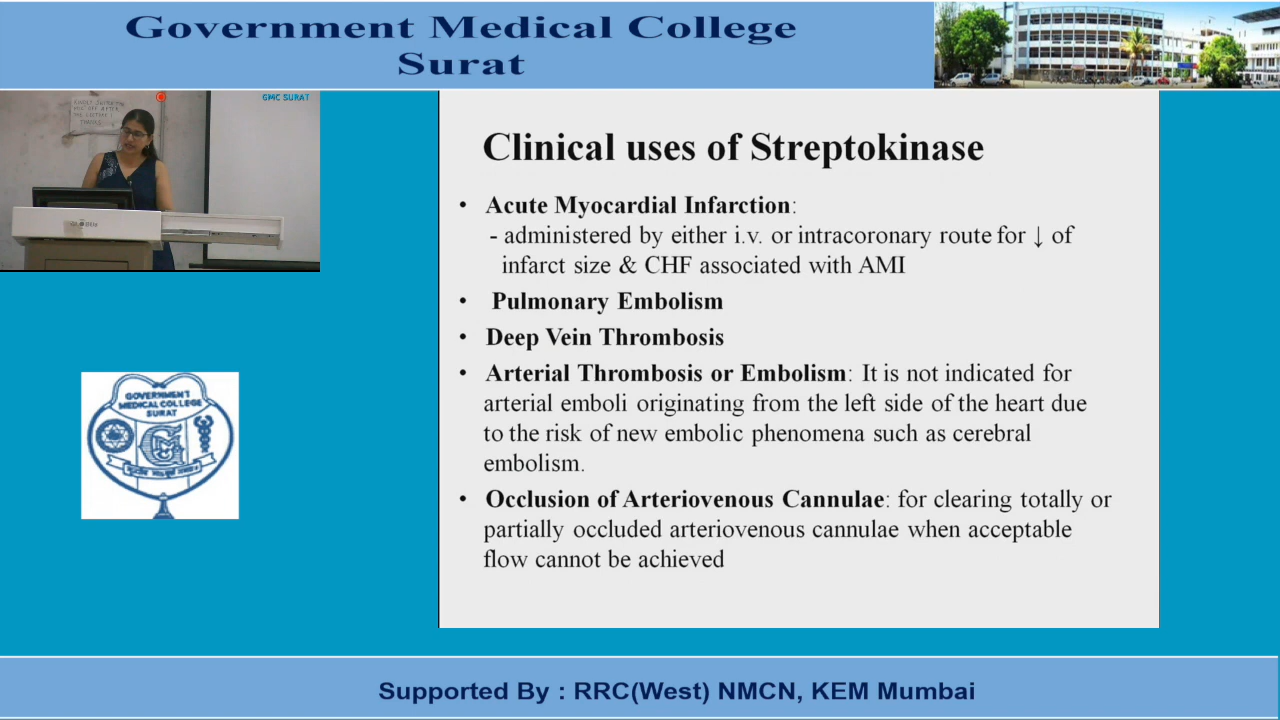 Government Medical College
Surat
GMC SURAT
Clinical uses of Streptokinase
• Acute Myocardial Infarction:
- administered by either i.v. or intracoronary route for ↓ of
infarct size & CHF associated with AMI
• Pulmonary Embolism
• Deep Vein Thrombosis
• Arterial Thrombosis or Embolism: It is not indicated for
arterial emboli originating from the left side of the heart due
to the risk of new embolic phenomena such as cerebral
embolism.
• Occlusion of Arteriovenous Cannulae: for clearing totally or
partially occluded arteriovenous cannulae when acceptable
flow cannot be achieved
GOVERNMENT
MEDICAL COLLEGE
SURAT
Supported By : RRC(West) NMCN, KEM Mumbai